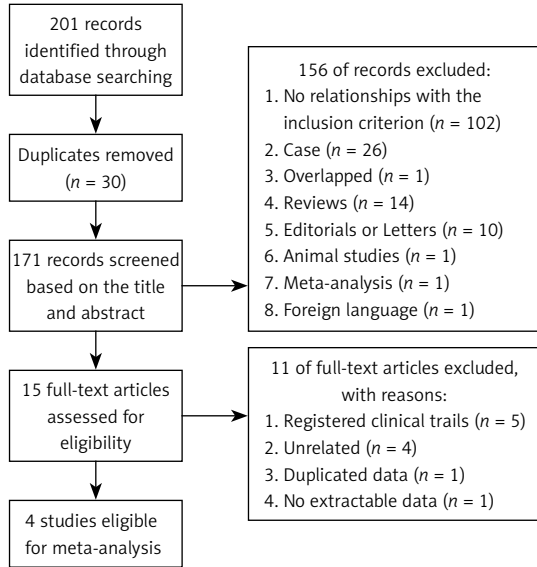 201 records
identified through
database searching
Duplicates removed
(n = 30)
171 records screened
based on the title
and abstract
15 full-text articles
assessed for
eligibility
4 studies eligible
for meta-analysis
156 of records excluded:
1. No relationships with the
inclusion criterion (n = 102)
2. Case (n = 26)
3. Overlapped (n = 1)
4. Reviews (n = 14)
5. Editorials or Letters (n = 10)
6. Animal studies (n = 1)
7. Meta-analysis (n = 1)
8. Foreign language (n = 1)
11 of full-text articles excluded,
with reasons:
1. Registered clinical trails (n = 5)
2. Unrelated (n = 4)
3. Duplicated data (n = 1)
4. No extractable data (n = 1)